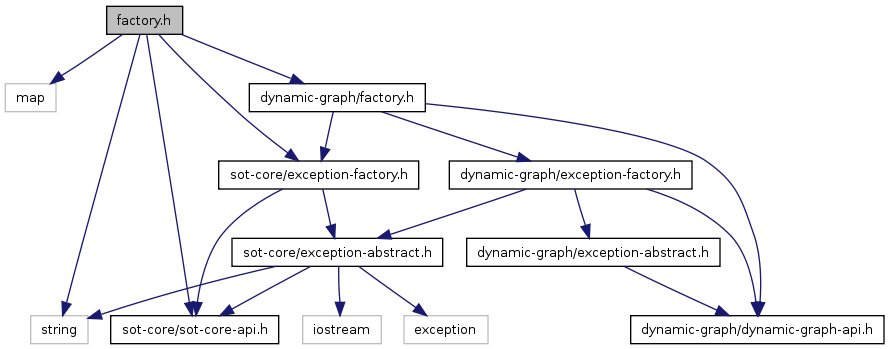 factory.h
map
dynamic-graph/factory.h
sot-core/exception-factory.h
dynamic-graph/exception-factory.h
sot-core/exception-abstract.h
dynamic-graph/exception-abstract.h
string
sot-core/sot-core-api.h
iostream
exception
dynamic-graph/dynamic-graph-api.h